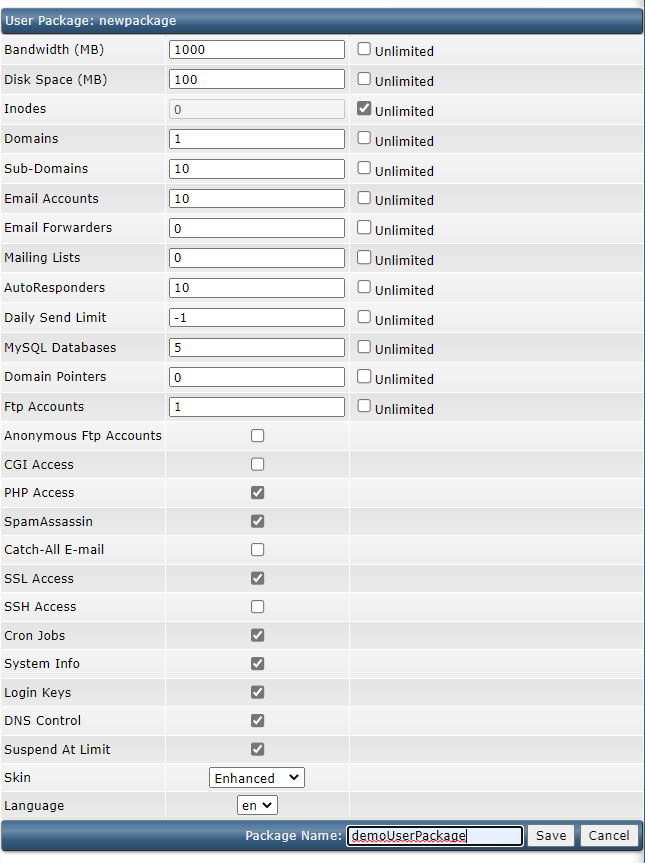 User Package: newpackage
Bandwidth (MB) 1000 Unlimited
Disk Space (MB) 100 Unlimited
Inodes 0 Unlimited
Domains 1 Unlimited
Sub-Domains 10 Unlimited
Email Accounts 10 Unlimited
Email Forwarders 0 Unlimited
Mailing Lists 0 Unlimited
AutoResponders 10 Unlimited
Daily Send Limit -1 Unlimited
MySQL Databases 5 Unlimited
Domain Pointers 0 Unlimited
Ftp Accounts 1 Unlimited
Anonymous Ftp Accounts
CGI Access
PHP Access
SpamAssassin
Catch-All E-mail
SSL Access
SSH Access
Cron Jobs
System Info
Login Keys
DNS Control
Suspend At Limit
Skin Enhanced
Language en
Package Name: demoUserPackage Save Cancel